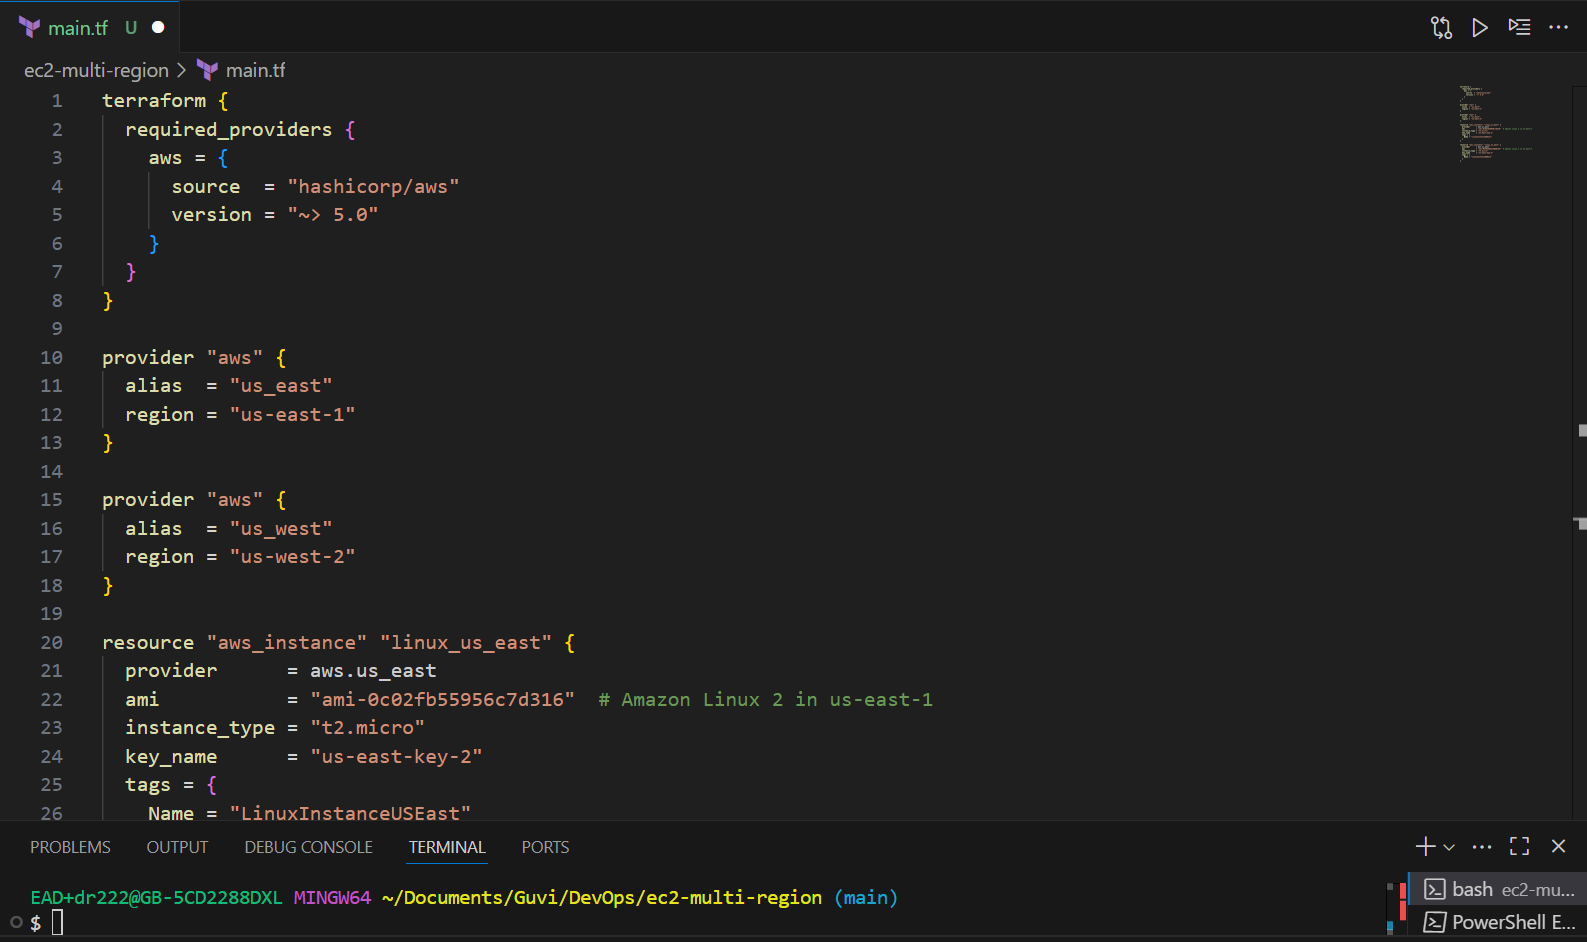 main.tf U
ec2-multi-region > main.tf
1 terraform {
2 required_providers {
3 aws = {
4 source = "hashicorp/aws"
5 version = "~> 5.0"
6 }
7 }
8 }
9
10 provider "aws" {
11 alias = "us_east"
12 region = "us-east-1"
13 }
14
15 provider "aws" {
16 alias = "us_west"
17 region = "us-west-2"
18 }
19
20 resource "aws_instance" "linux_us_east" {
21 provider = aws.us_east
22 ami = "ami-0c02fb55956c7d316" # Amazon Linux 2 in us-east-1
23 instance_type = "t2.micro"
24 key_name = "us-east-key-2"
25 tags = {
26 Name = "LinuxInstanceUSEast"
PROBLEMS OUTPUT DEBUG CONSOLE TERMINAL PORTS
EAD+dr222@GB-5CD2288DXL MINGW64 ~/Documents/Guvi/DevOps/ec2-multi-region (main)
$
bash ec2-mu...
PowerShell E...